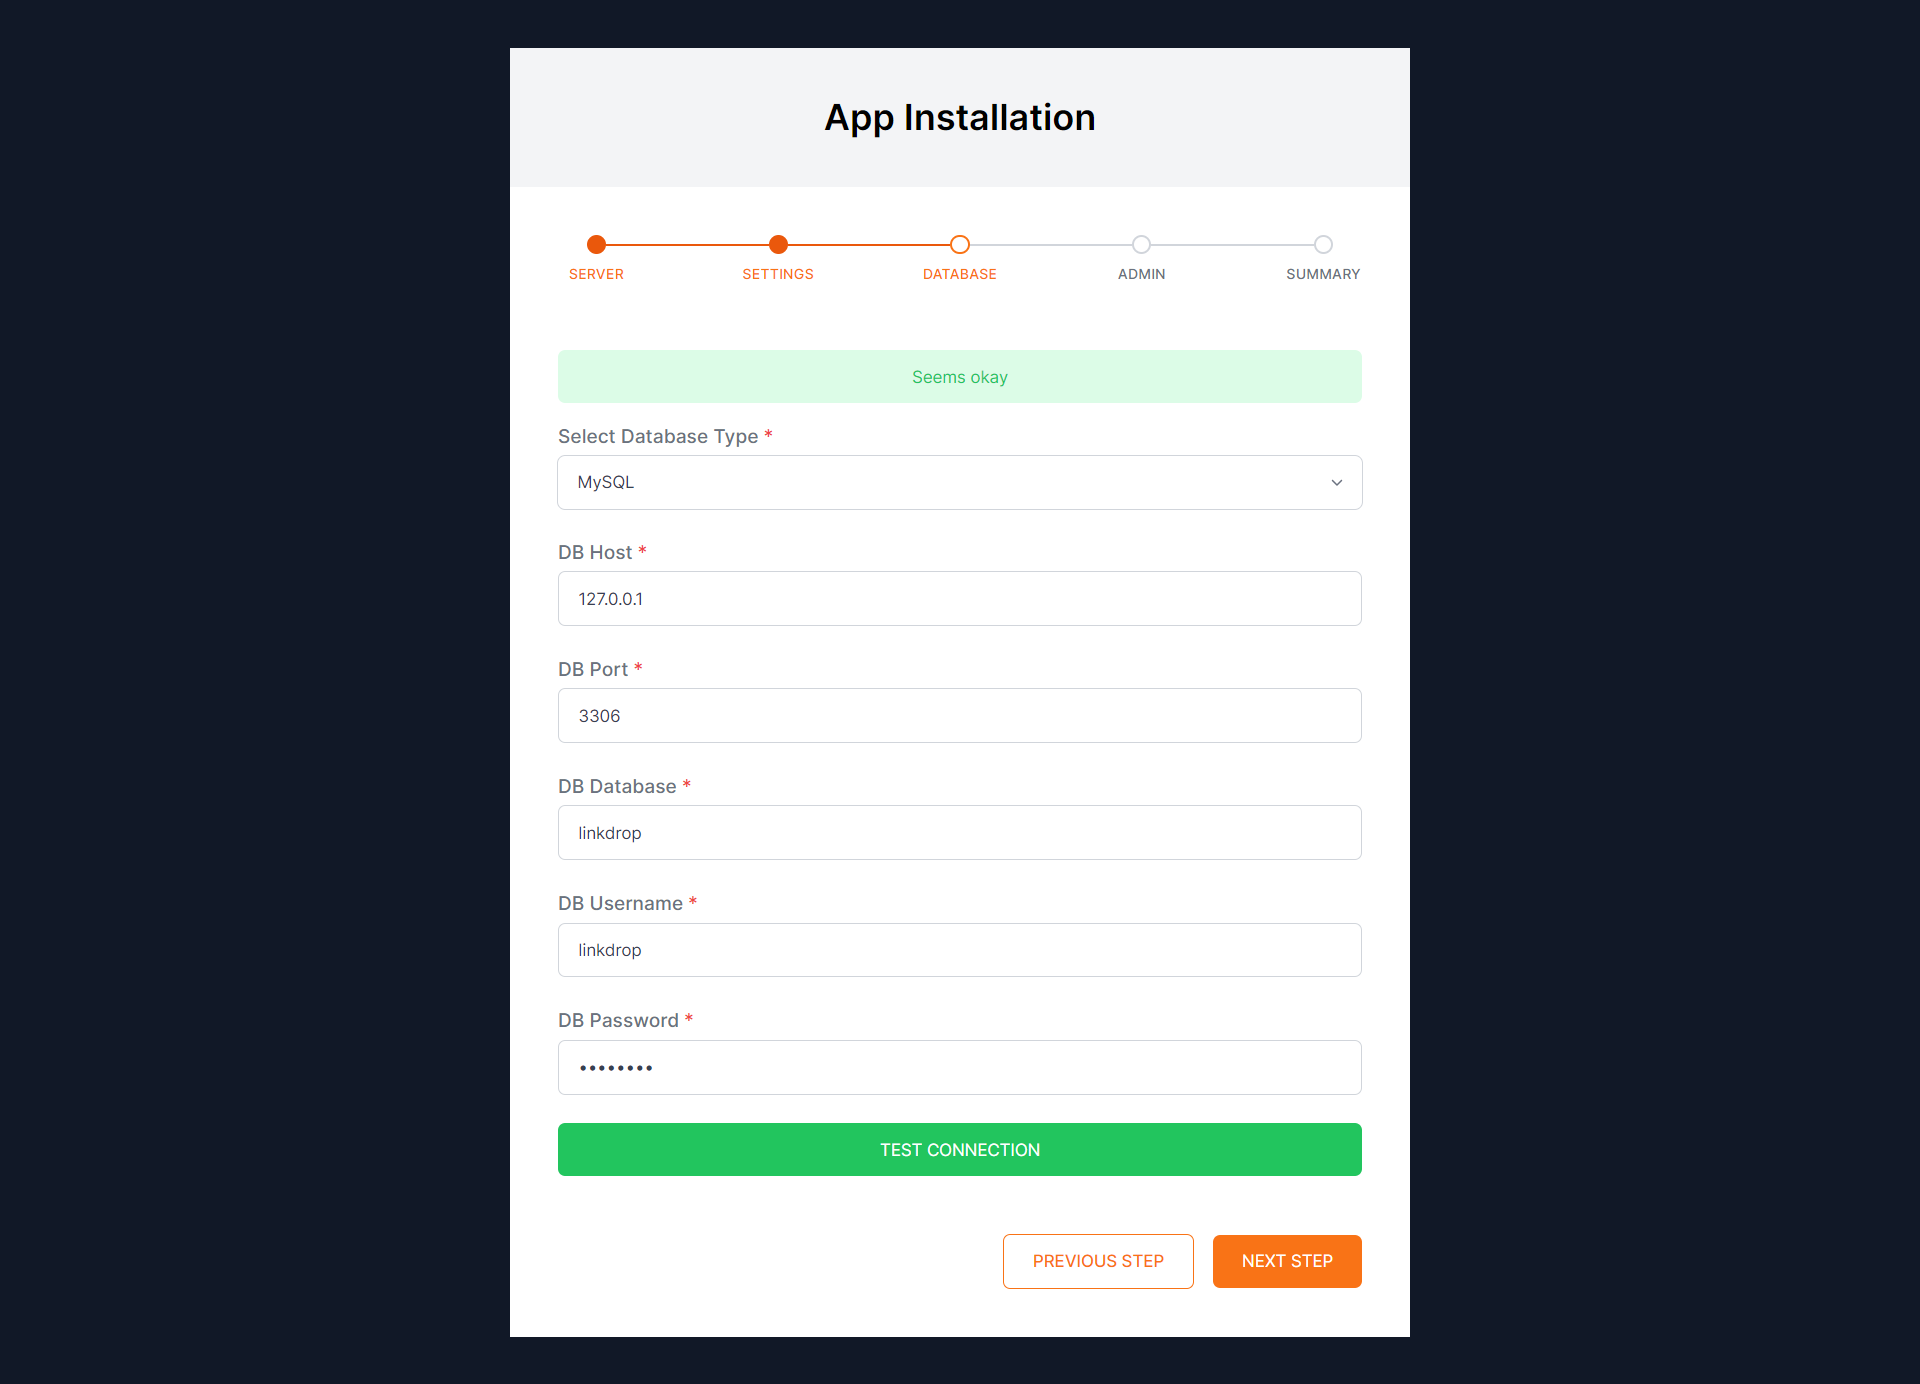 App Installation
SERVER SETTINGS DATABASE ADMIN SUMMARY
Seems okay
Select Database Type *
MySQL
DB Host *
127.0.0.1
DB Port *
3306
DB Database *
linkdrop
DB Username *
linkdrop
DB Password *
••••••••
TEST CONNECTION
PREVIOUS STEP NEXT STEP